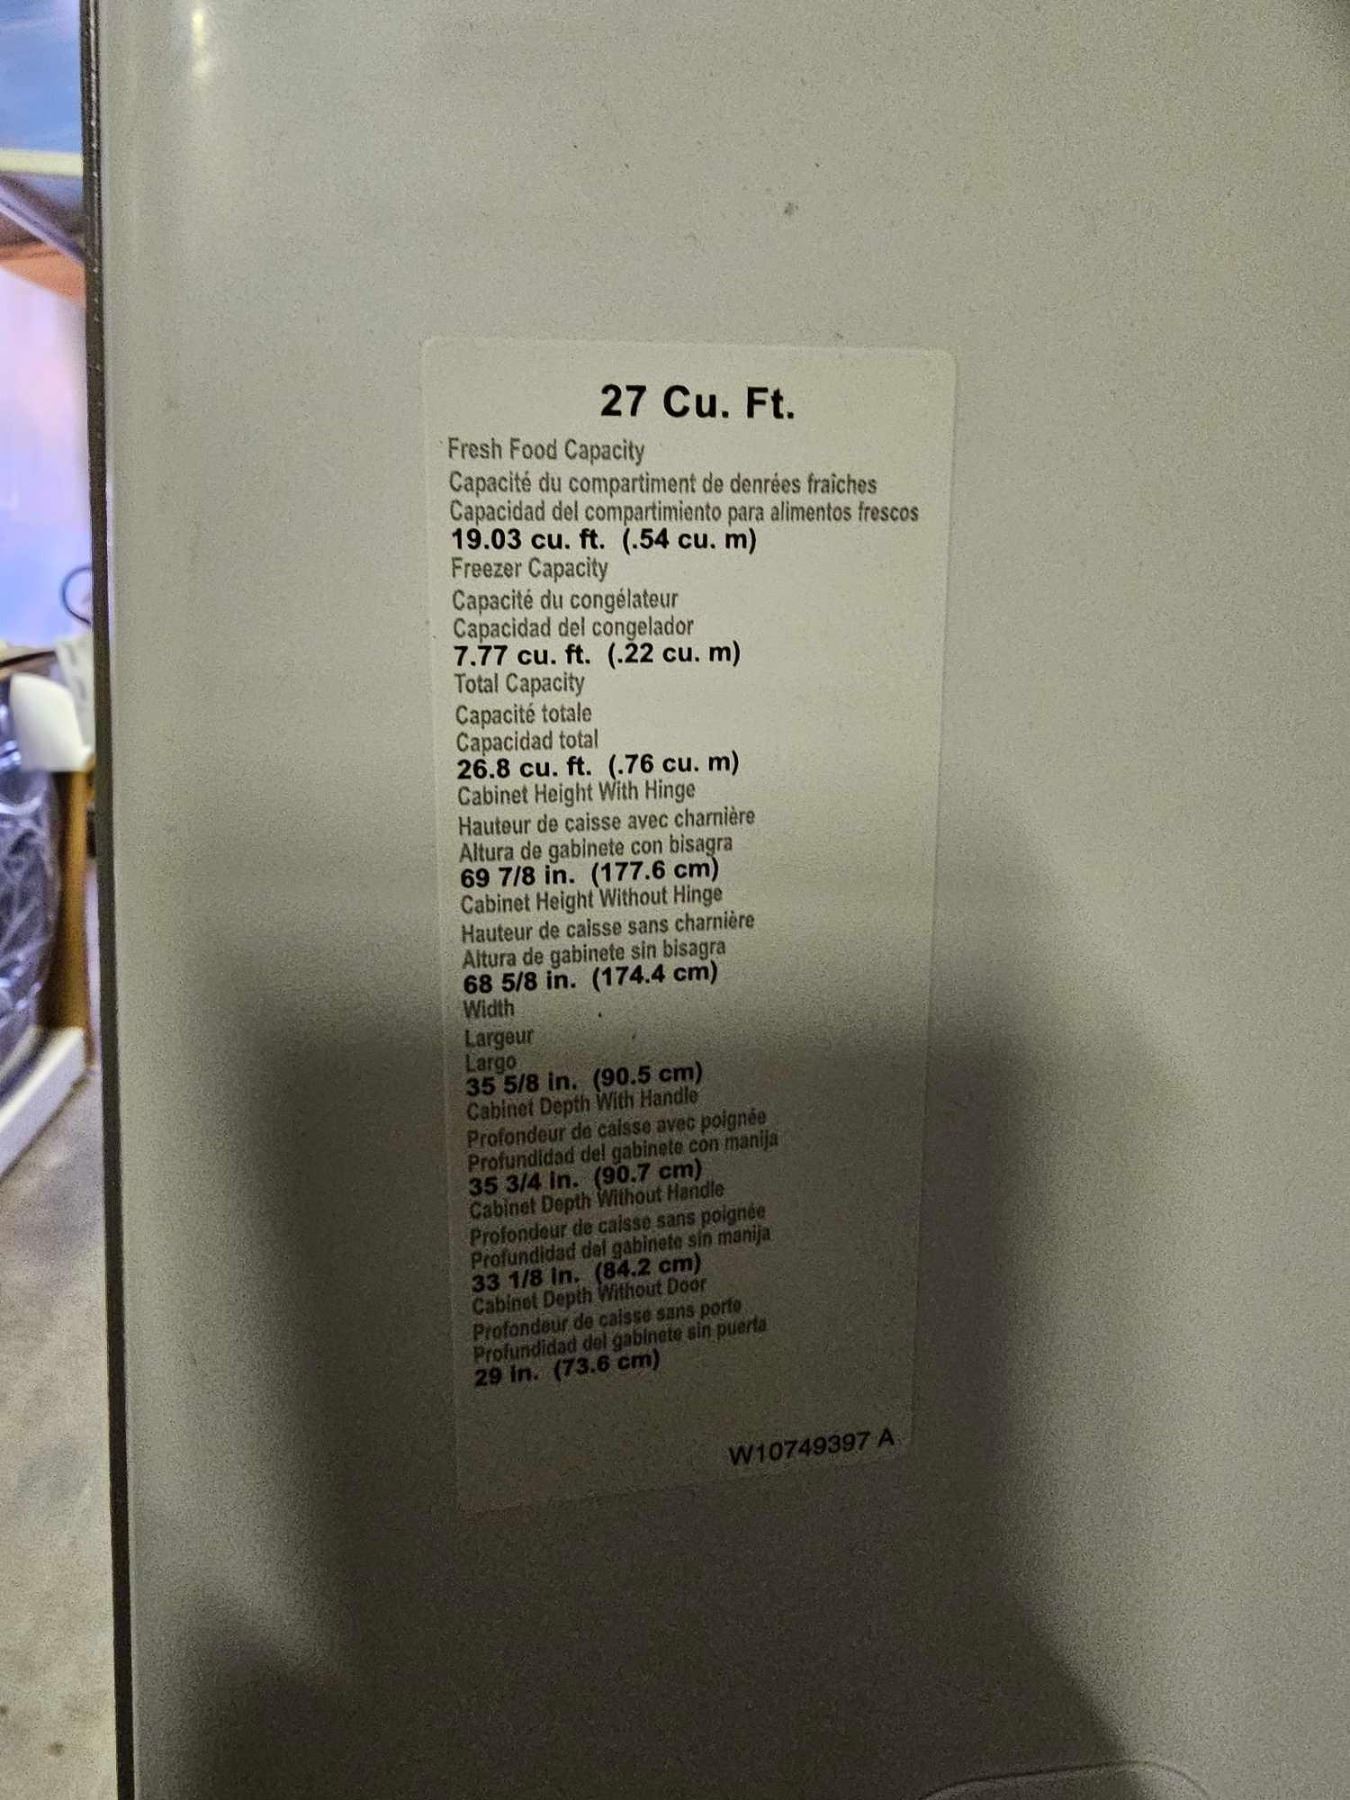 27 Cu. Ft.
Fresh Food Capacity
Capacité du compartiment de denrées fraîches
Capacidad del compartimiento para alimentos frescos
19.03 cu. ft. (.54 cu. m)
Freezer Capacity
Capacité du congélateur
Capacidad del congelador
7.77 cu. ft. (.22 cu. m)
Total Capacity
Capacité totale
Capacidad total
26.8 cu. ft. (.76 cu. m)
Cabinet Height With Hinge
Hauteur de caisse avec charnière
Altura de gabinete con bisagra
69 7/8 in. (177.6 cm)
Cabinet Height Without Hinge
Hauteur de caisse sans charnière
Altura de gabinete sin bisagra
68 5/8 in. (174.4 cm)
Width
Largeur
Largo
35 5/8 in. (90.5 cm)
Cabinet Depth With Handle
Profondeur de caisse avec poignée
Profundidad del gabinete con manija
35 3/4 in. (90.7 cm)
Cabinet Depth Without Handle
Profondeur de caisse sans poignée
Profundidad del gabinete sin manija
33 1/8 in. (84.2 cm)
Cabinet Depth Without Door
Profondeur de caisse sans porte
Profundidad del gabinete sin puerta
29 in. (73.6 cm)
W10749397 A